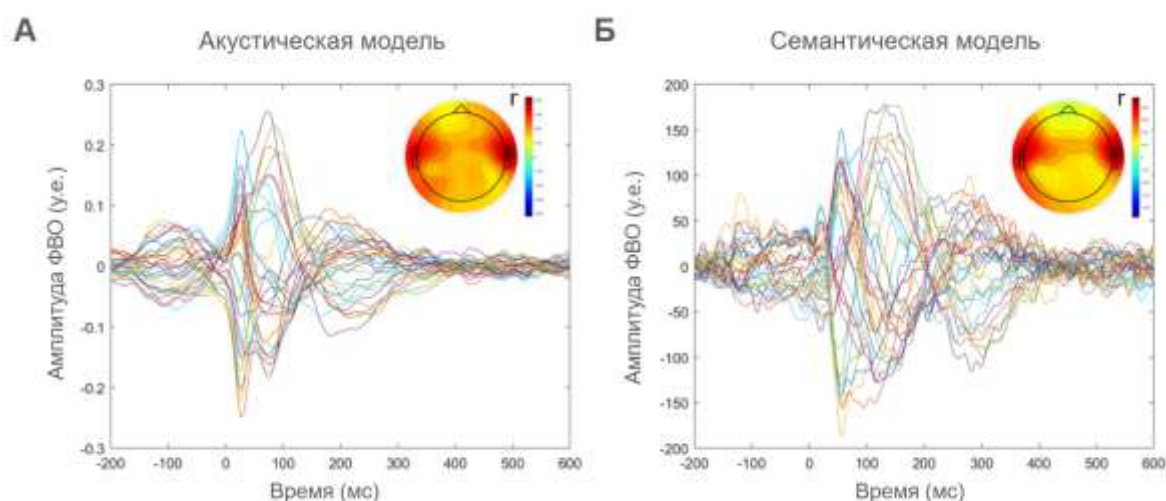 А
Акустическая модель
r
Амплитуда ФВО (у.е.)
0.3
0.2
0.1
0
-0.1
-0.2
-0.3
-200 -100 0 100 200 300 400 500 600
Время (мс)
Б
Семантическая модель
r
Амплитуда ФВО (у.е.)
200
150
100
50
0
-50
-100
-150
-200
-200 -100 0 100 200 300 400 500 600
Время (мс)